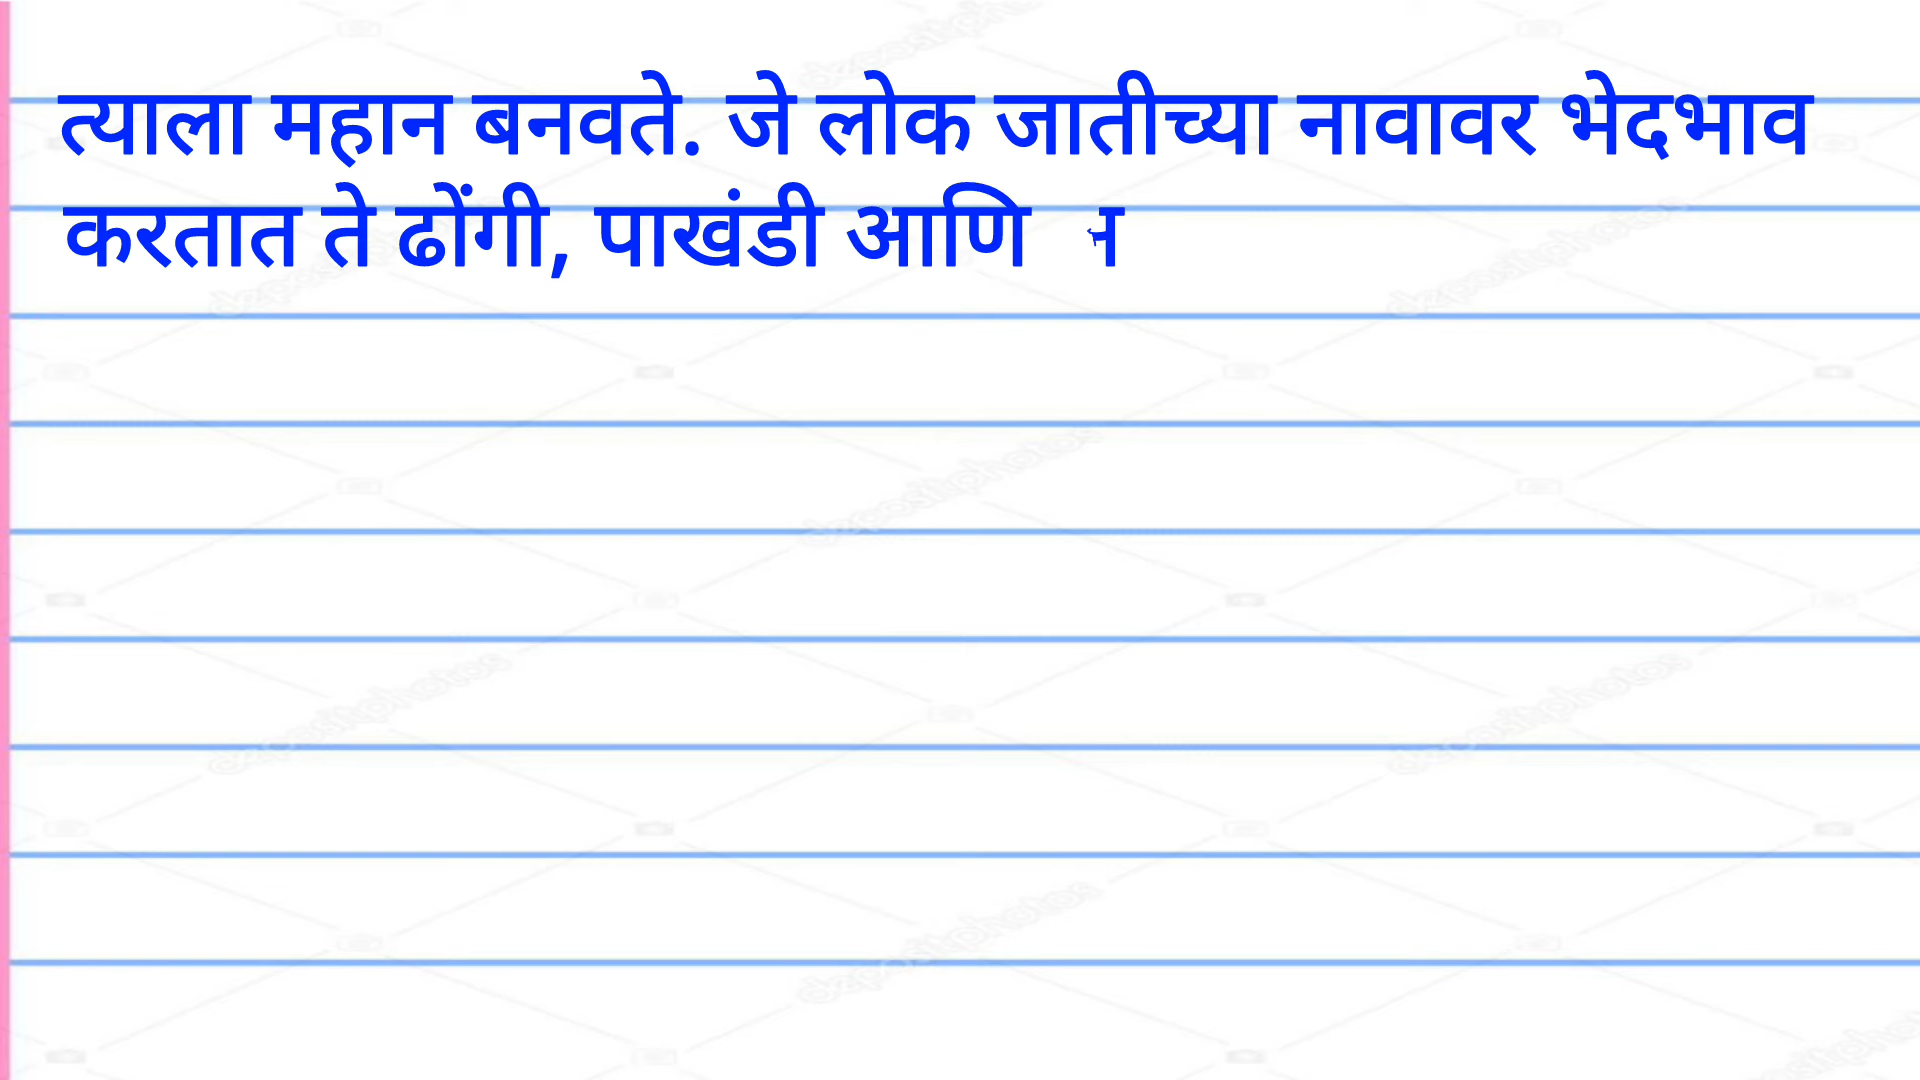 त्याला महान बनवते. जे लोक जातीच्या नावावर भेदभाव
करतात ते ढोंगी, पाखंडी आणि